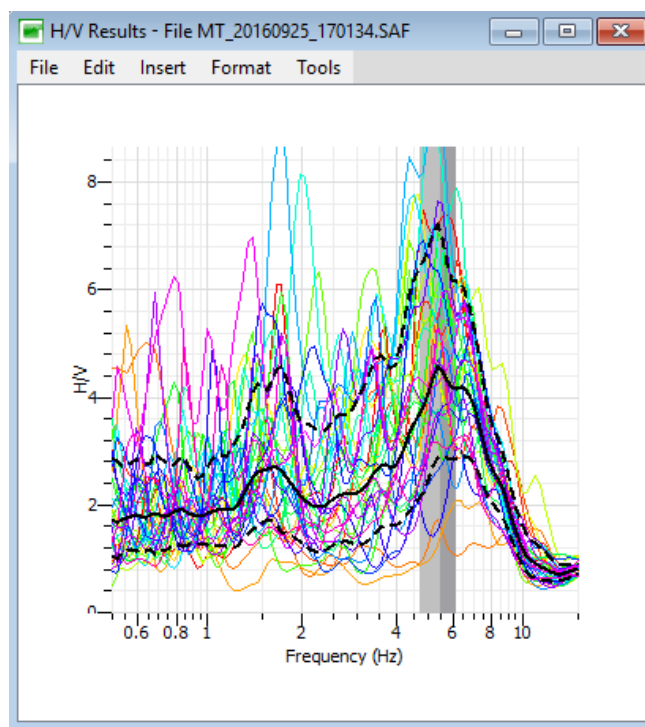 H/V Results - File MT_20160925_170134.SAF
File Edit Insert Format Tools
8
6
4
2
0
H/V
0.6 0.8 1 2 4 6 8 10
Frequency (Hz)